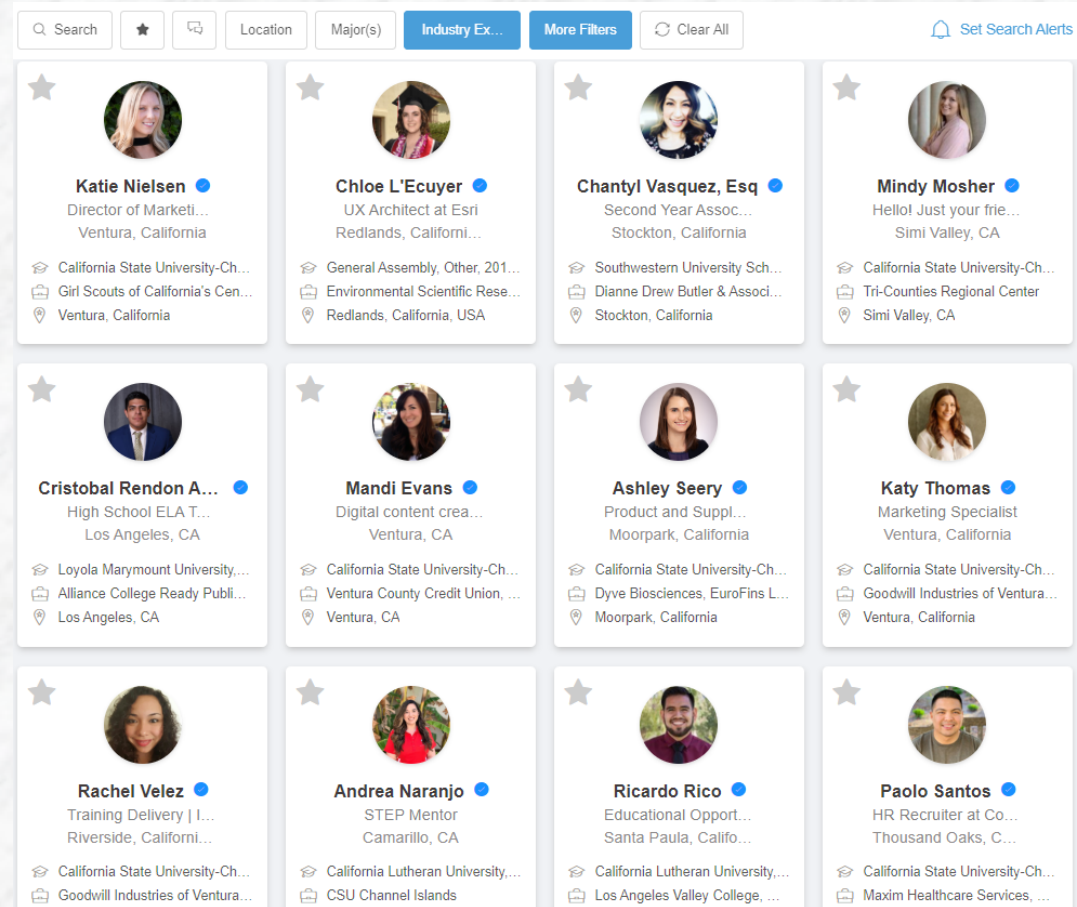 Search
Location
Major(s)
Industry Ex...
More Filters
Clear All
Set Search Alerts
Katie Nielsen
Director of Marketi...
Ventura, California
California State University-Ch...
Girl Scouts of California's Cen...
Ventura, California
Chloe L'Ecuyer
UX Architect at Esri
Redlands, Californi...
General Assembly, Other, 201...
Environmental Scientific Rese...
Redlands, California, USA
Chantyl Vasquez, Esq
Second Year Assoc...
Stockton, California
Southwestern University Sch...
Dianne Drew Butler & Associ...
Stockton, California
Mindy Mosher
Hello! Just your frie...
Simi Valley, CA
California State University-Ch...
Tri-Counties Regional Center
Simi Valley, CA
Cristobal Rendon A...
High School ELA T...
Los Angeles, CA
Loyola Marymount University,...
Alliance College Ready Publi...
Los Angeles, CA
Mandi Evans
Digital content crea...
Ventura, CA
California State University-Ch...
Ventura County Credit Union, ...
Ventura, CA
Ashley Seery
Product and Suppl...
Moorpark, California
California State University-Ch...
Dyve Biosciences, EuroFins L...
Moorpark, California
Katy Thomas
Marketing Specialist
Ventura, California
California State University-Ch...
Goodwill Industries of Ventura...
Ventura, California
Rachel Velez
Training Delivery | I...
Riverside, Californi...
California State University-Ch...
Goodwill Industries of Ventura...
Andrea Naranjo
STEP Mentor
Camarillo, CA
California Lutheran University,...
CSU Channel Islands
Ricardo Rico
Educational Opport...
Santa Paula, Califo...
California Lutheran University,...
Los Angeles Valley College, ...
Paolo Santos
HR Recruiter at Co...
Thousand Oaks, C...
California State University-Ch...
Maxim Healthcare Services, ...